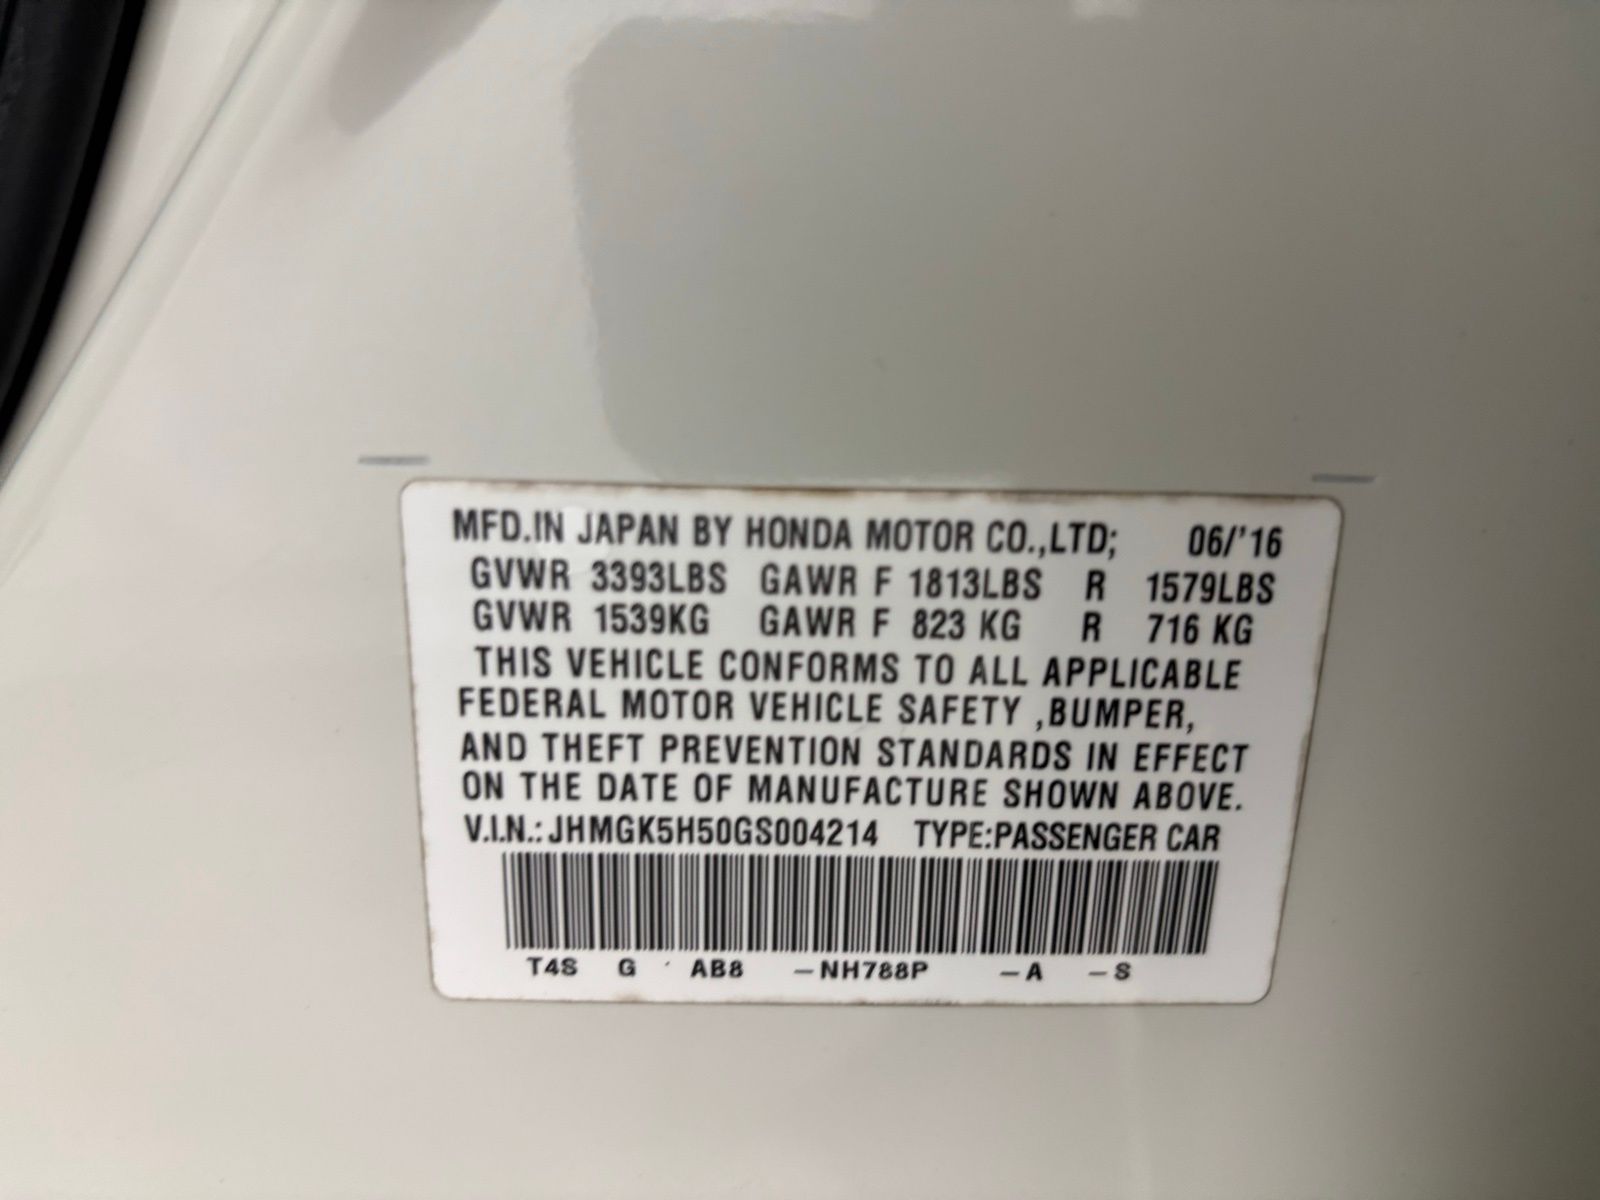 MFD.IN JAPAN BY HONDA MOTOR CO.,LTD; 06/'16
GVWR 3393LBS GAWR F 1813LBS R 1579LBS
GVWR 1539KG GAWR F 823 KG R 716 KG
THIS VEHICLE CONFORMS TO ALL APPLICABLE
FEDERAL MOTOR VEHICLE SAFETY ,BUMPER,
AND THEFT PREVENTION STANDARDS IN EFFECT
ON THE DATE OF MANUFACTURE SHOWN ABOVE.
V.I.N.: JHMGK5H50GS004214 TYPE:PASSENGER CAR
T4S G AB8 -NH788P -A -S